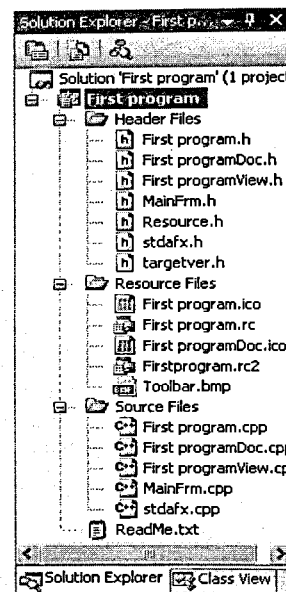 Solution Explorer - First p...
Solution 'First program' (1 project
First program
Header Files
First program.h
First programDoc.h
First programView.h
MainFrm.h
Resource.h
stdafx.h
targetver.h
Resource Files
First program.ico
First program.rc
First programDoc.ico
Firstprogram.rc2
Toolbar.bmp
Source Files
First program.cpp
First programDoc.cpp
First programView.cp
MainFrm.cpp
stdafx.cpp
ReadMe.txt
Solution Explorer Class View